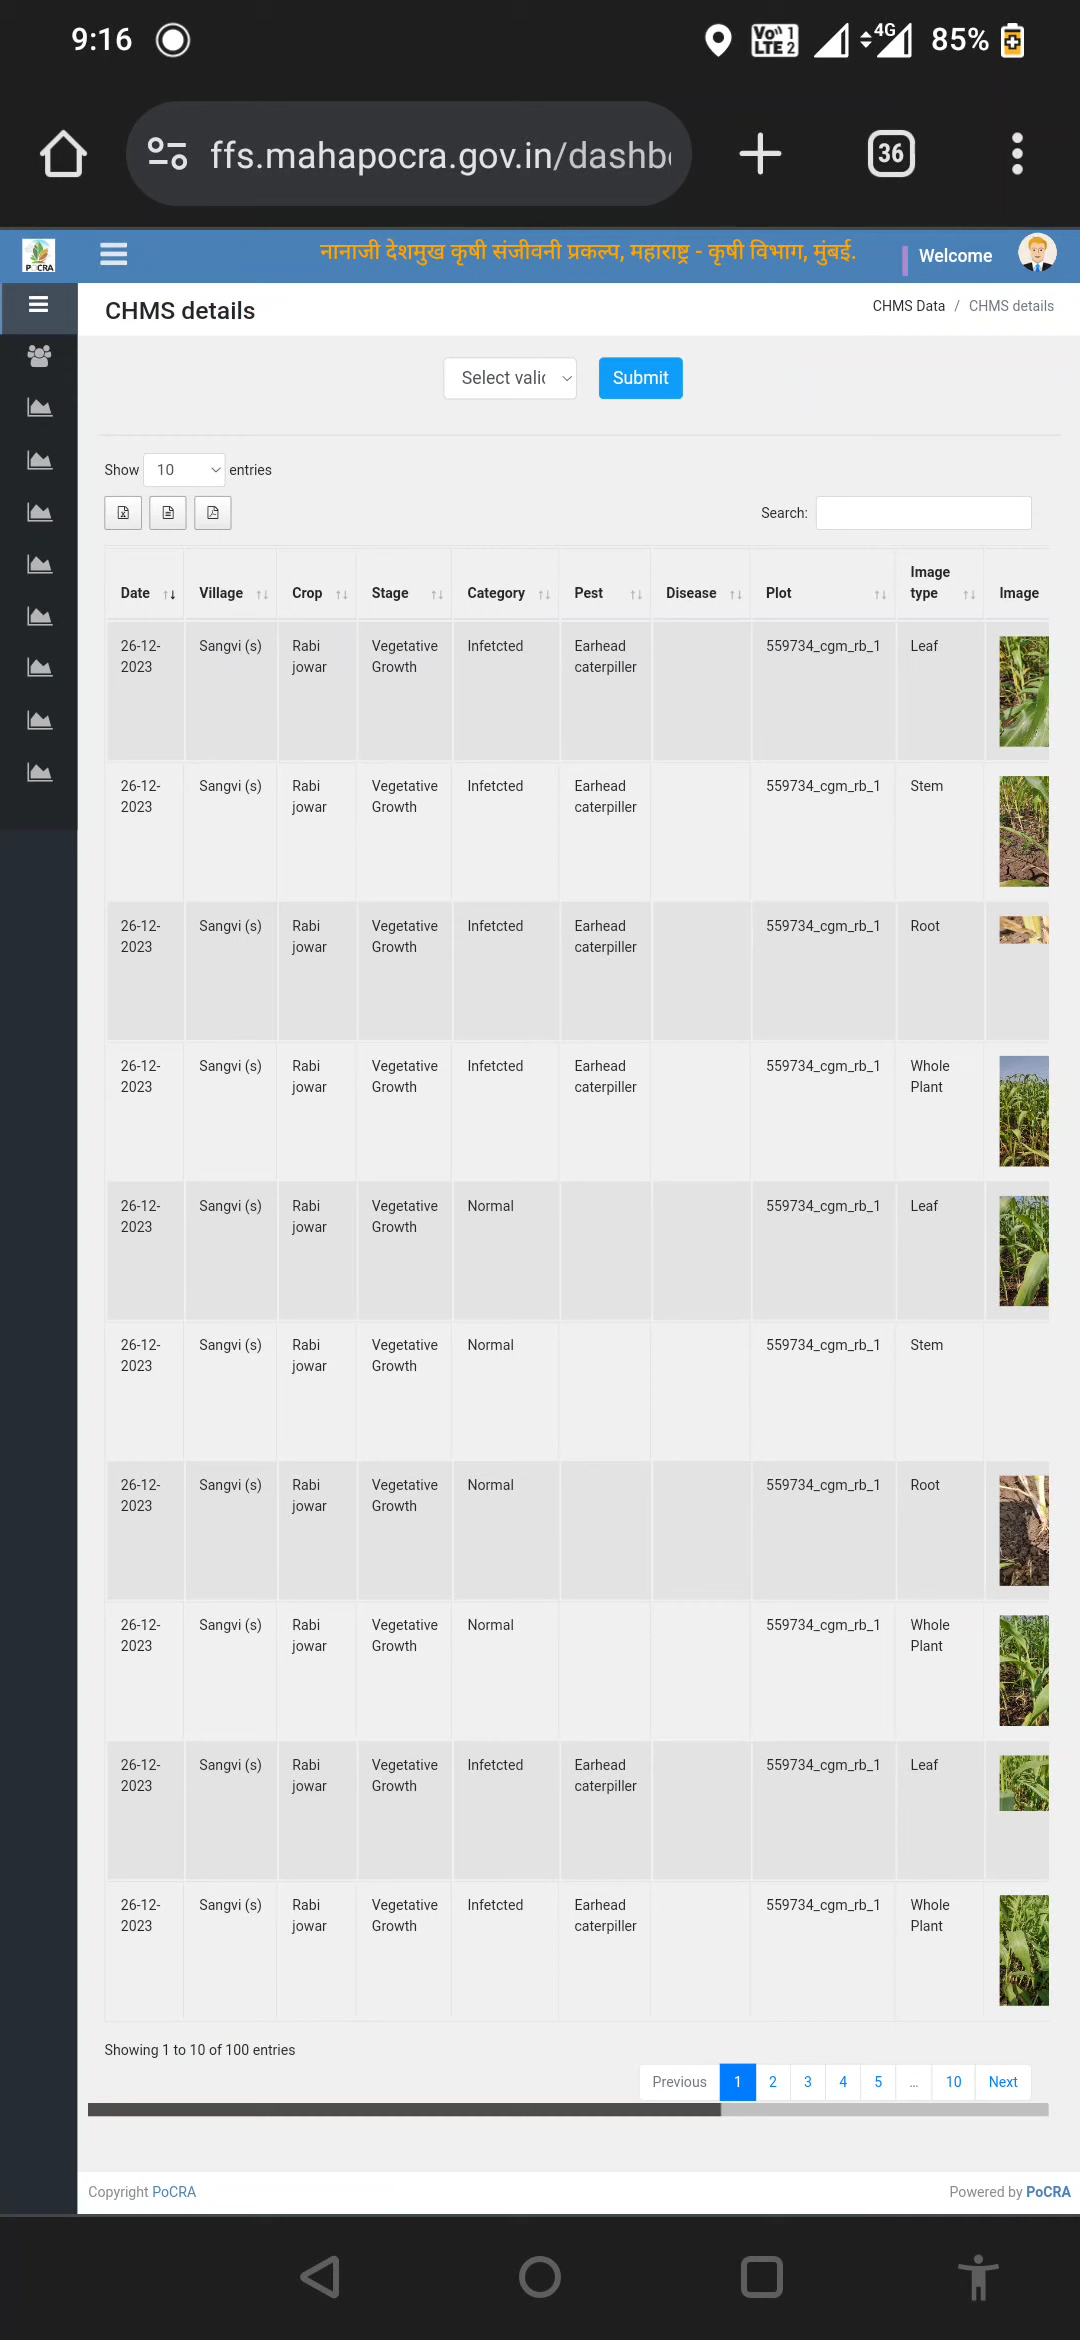 9:16 Vo)) 1 LTE 2 4G 85%
ffs.mahapocra.gov.in/dashb 36
POCRA नानाजी देशमुख कृषी संजीवनी प्रकल्प, महाराष्ट्र - कृषी विभाग, मुंबई. Welcome
CHMS details CHMS Data / CHMS details
Select valid Submit
Show 10 entries
Search:
Date Village Crop Stage Category Pest Disease Plot Image type Image
26-12-2023 Sangvi (s) Rabi jowar Vegetative Growth Infetcted Earhead caterpiller 559734_cgm_rb_1 Leaf
26-12-2023 Sangvi (s) Rabi jowar Vegetative Growth Infetcted Earhead caterpiller 559734_cgm_rb_1 Stem
26-12-2023 Sangvi (s) Rabi jowar Vegetative Growth Infetcted Earhead caterpiller 559734_cgm_rb_1 Root
26-12-2023 Sangvi (s) Rabi jowar Vegetative Growth Infetcted Earhead caterpiller 559734_cgm_rb_1 Whole Plant
26-12-2023 Sangvi (s) Rabi jowar Vegetative Growth Normal 559734_cgm_rb_1 Leaf
26-12-2023 Sangvi (s) Rabi jowar Vegetative Growth Normal 559734_cgm_rb_1 Stem
26-12-2023 Sangvi (s) Rabi jowar Vegetative Growth Normal 559734_cgm_rb_1 Root
26-12-2023 Sangvi (s) Rabi jowar Vegetative Growth Normal 559734_cgm_rb_1 Whole Plant
26-12-2023 Sangvi (s) Rabi jowar Vegetative Growth Infetcted Earhead caterpiller 559734_cgm_rb_1 Leaf
26-12-2023 Sangvi (s) Rabi jowar Vegetative Growth Infetcted Earhead caterpiller 559734_cgm_rb_1 Whole Plant
Showing 1 to 10 of 100 entries
Previous 1 2 3 4 5 ... 10 Next
Copyright PoCRA Powered by PoCRA